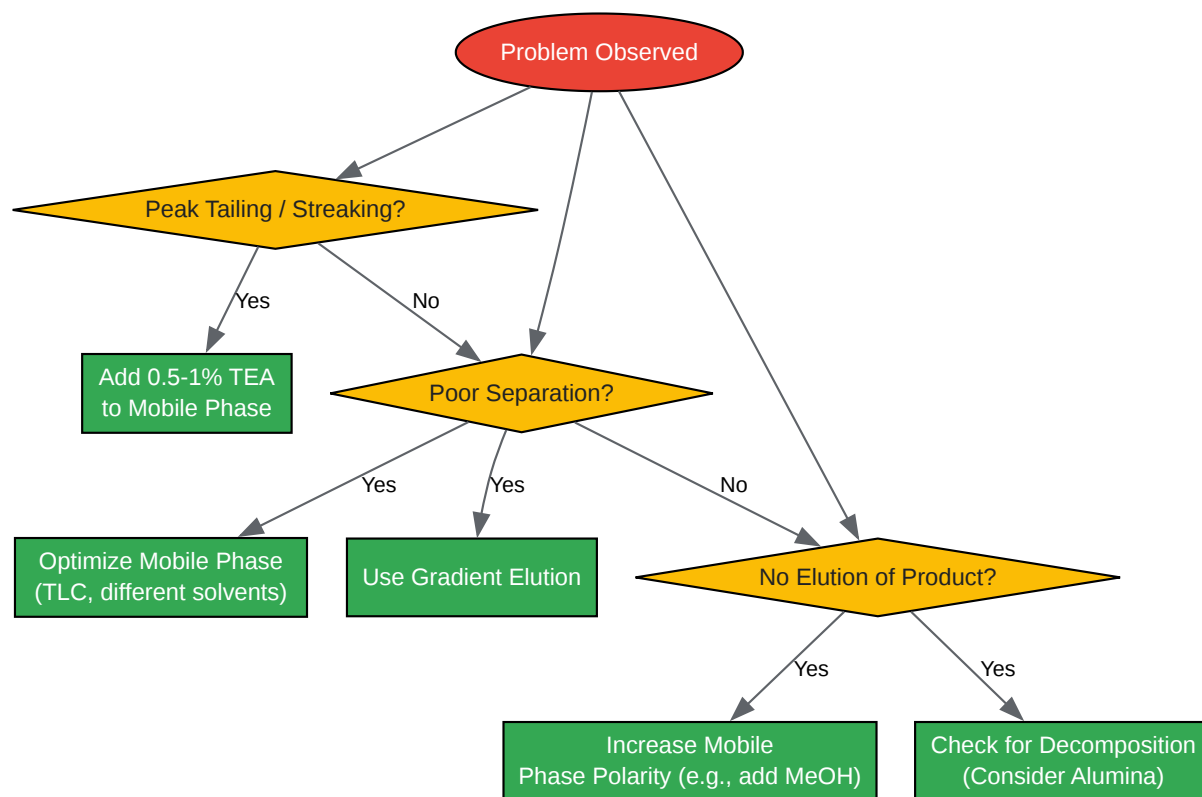 Problem Observed
Peak Tailing / Streaking?
Yes
No
Add 0.5-1% TEA
to Mobile Phase
Poor Separation?
Yes
Yes
No
Optimize Mobile Phase
(TLC, different solvents)
Use Gradient Elution
No Elution of Product?
Yes
Yes
Increase Mobile
Phase Polarity (e.g., add MeOH)
Check for Decomposition
(Consider Alumina)